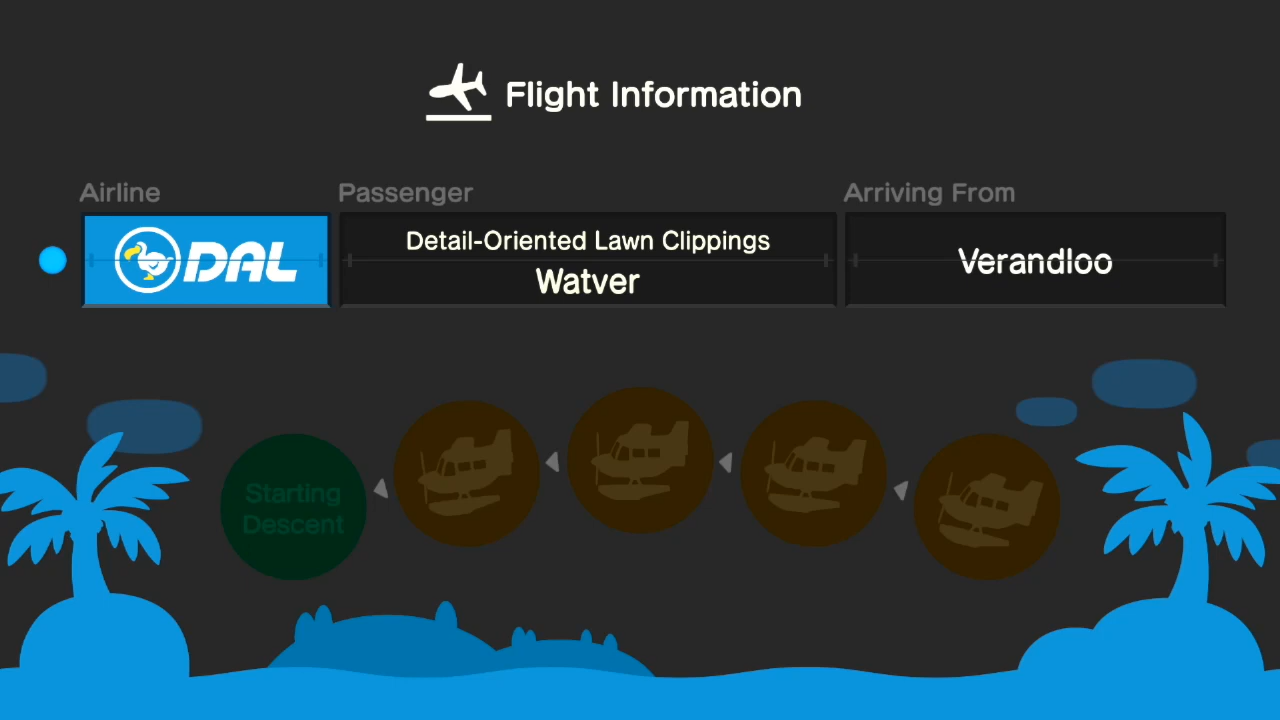 Flight Information
Airline
Passenger
Arriving From
DAL
Detail-Oriented Lawn Clippings
Watver
Verandloo
Starting
Descent